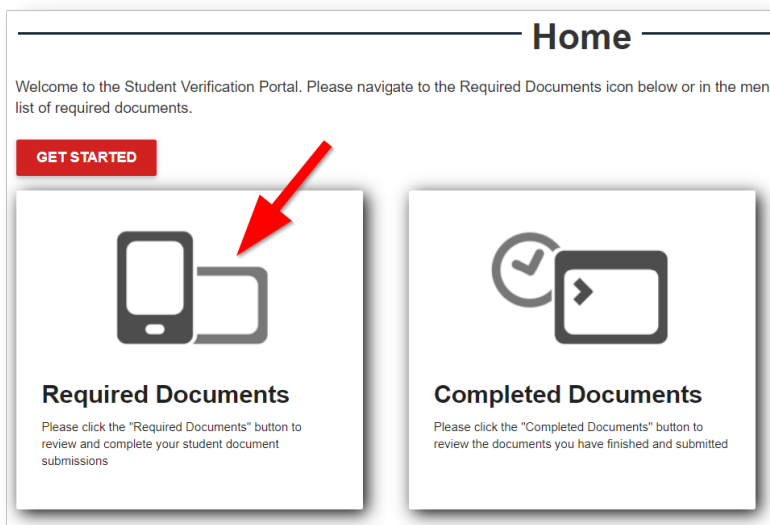 Home
Welcome to the Student Verification Portal. Please navigate to the Required Documents icon below or in the men
list of required documents.
GET STARTED
Required Documents
Please click the "Required Documents" button to
review and complete your student document
submissions
Completed Documents
Please click the "Completed Documents" button to
review the documents you have finished and submitted